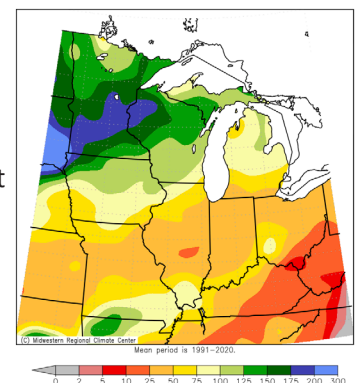 t
(C) Midwestern Regional Climate Center
Mean period is 1991-2020.
0 2 5 10 25 50 75 100 125 150 175 200 300